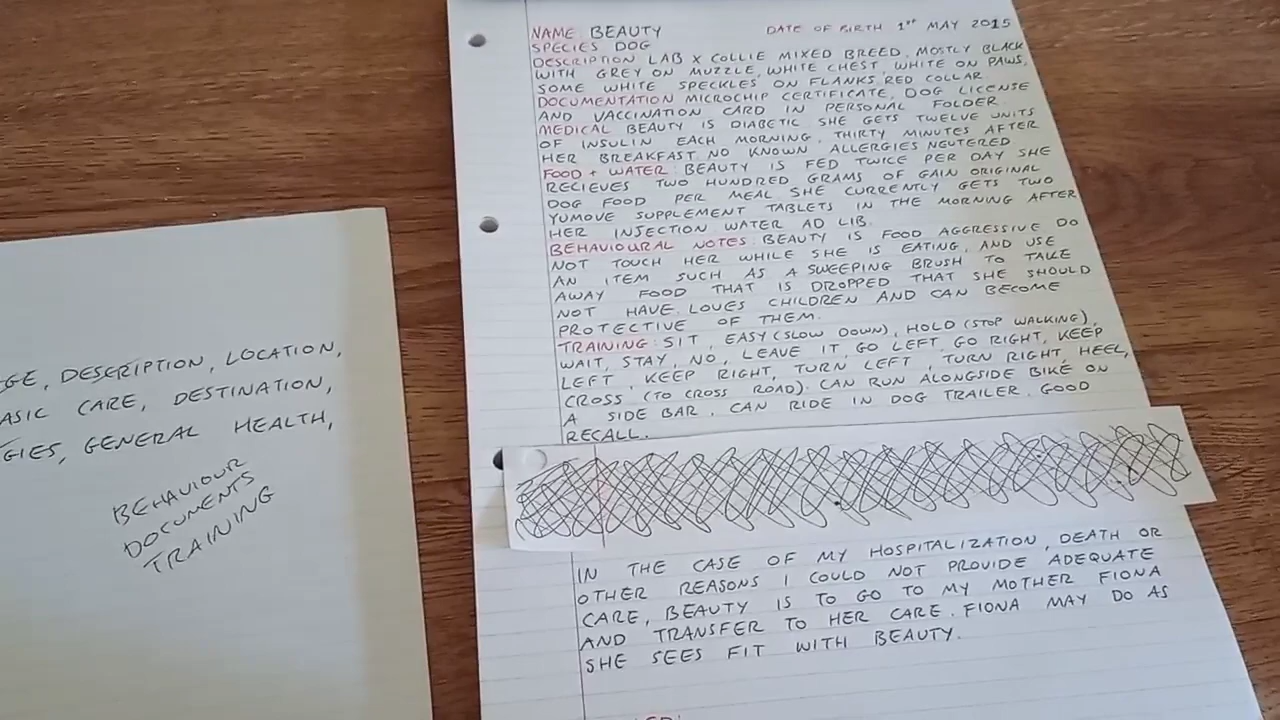 NAME: BEAUTY DATE OF BIRTH 1ST MAY 2015
SPECIES DOG
DESCRIPTION LAB X COLLIE MIXED BREED, MOSTLY BLACK
WITH GREY ON MUZZLE, WHITE CHEST, WHITE ON PAWS,
SOME WHITE SPECKLES ON FLANKS, RED COLLAR
DOCUMENTATION MICROCHIP CERTIFICATE, DOG LICENSE
AND VACCINATION CARD IN PERSONAL FOLDER.
MEDICAL BEAUTY IS DIABETIC SHE GETS TWELVE UNITS
OF INSULIN EACH MORNING, THIRTY MINUTES AFTER
HER BREAKFAST NO KNOWN ALLERGIES NEUTERED
FOOD + WATER: BEAUTY IS FED TWICE PER DAY SHE
RECIEVES TWO HUNDRED GRAMS OF GAIN ORIGINAL
DOG FOOD PER MEAL SHE CURRENTLY GETS TWO
YUMOVE SUPPLEMENT TABLETS IN THE MORNING AFTER
HER INJECTION WATER AD LIB.
BEHAVIOURAL NOTES: BEAUTY IS FOOD AGGRESSIVE DO
NOT TOUCH HER WHILE SHE IS EATING, AND USE
AN ITEM SUCH AS A SWEEPING BRUSH TO TAKE
AWAY FOOD THAT IS DROPPED THAT SHE SHOULD
NOT HAVE. LOVES CHILDREN AND CAN BECOME
PROTECTIVE OF THEM.
TRAINING: SIT, EASY (SLOW DOWN), HOLD (STOP WALKING),
WAIT, STAY, NO, LEAVE IT, GO LEFT, GO RIGHT, KEEP
LEFT, KEEP RIGHT, TURN LEFT, TURN RIGHT, HEEL,
CROSS (TO CROSS ROAD). CAN RUN ALONGSIDE BIKE ON
A SIDE BAR. CAN RIDE IN DOG TRAILER. GOOD
RECALL.
IN THE CASE OF MY HOSPITALIZATION, DEATH OR
OTHER REASONS I COULD NOT PROVIDE ADEQUATE
CARE, BEAUTY IS TO GO TO MY MOTHER FIONA
AND TRANSFER TO HER CARE. FIONA MAY DO AS
SHE SEES FIT WITH BEAUTY.
GE, DESCRIPTION, LOCATION,
ASIC CARE, DESTINATION,
GIES, GENERAL HEALTH,
BEHAVIOUR
DOCUMENTS
TRAINING